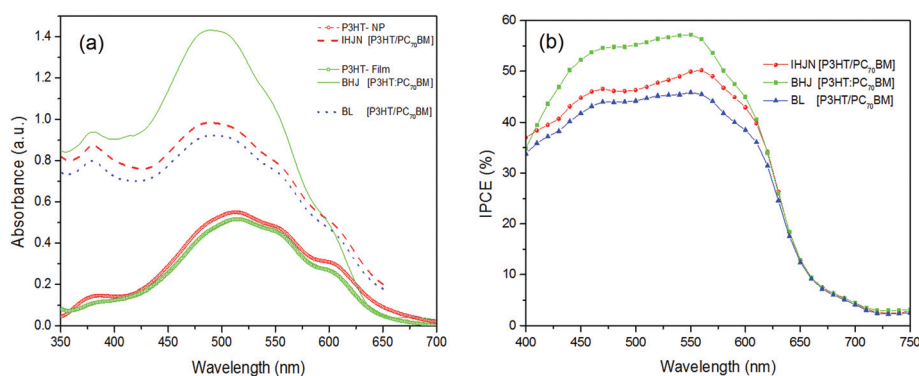 (a)
P3HT- NP
IHJN [P3HT/PC70BM]
P3HT- Film
BHJ [P3HT:PC70BM]
BL [P3HT/PC70BM]
Absorbance (a.u.)
1.4
1.2
1.0
0.8
0.6
0.4
0.2
0.0
350 400 450 500 550 600 650 700
Wavelength (nm)
(b)
IHJN [P3HT/PC70BM]
BHJ [P3HT:PC70BM]
BL [P3HT/PC70BM]
IPCE (%)
60
50
40
30
20
10
0
400 450 500 550 600 650 700 750
Wavelength (nm)